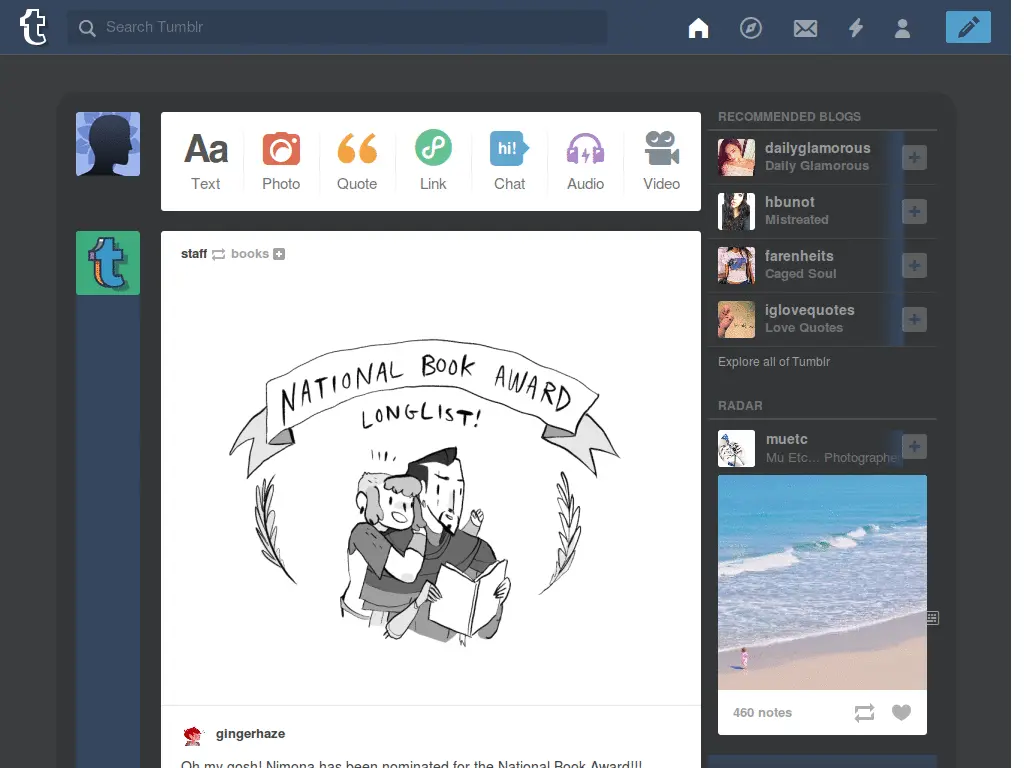 Search Tumblr
Aa
Text
Photo
Quote
Link
hi!
Chat
Audio
Video
staff books
NATIONAL BOOK AWARD
LONGLIST!
gingerhaze
Oh my gosh! Nimona has been nominated for the National Book Award!!!
RECOMMENDED BLOGS
dailyglamorous
Daily Glamorous
hbunot
Mistreated
farenheits
Caged Soul
iglovequotes
Love Quotes
Explore all of Tumblr
RADAR
muetc
Mu Etc... Photographe
460 notes